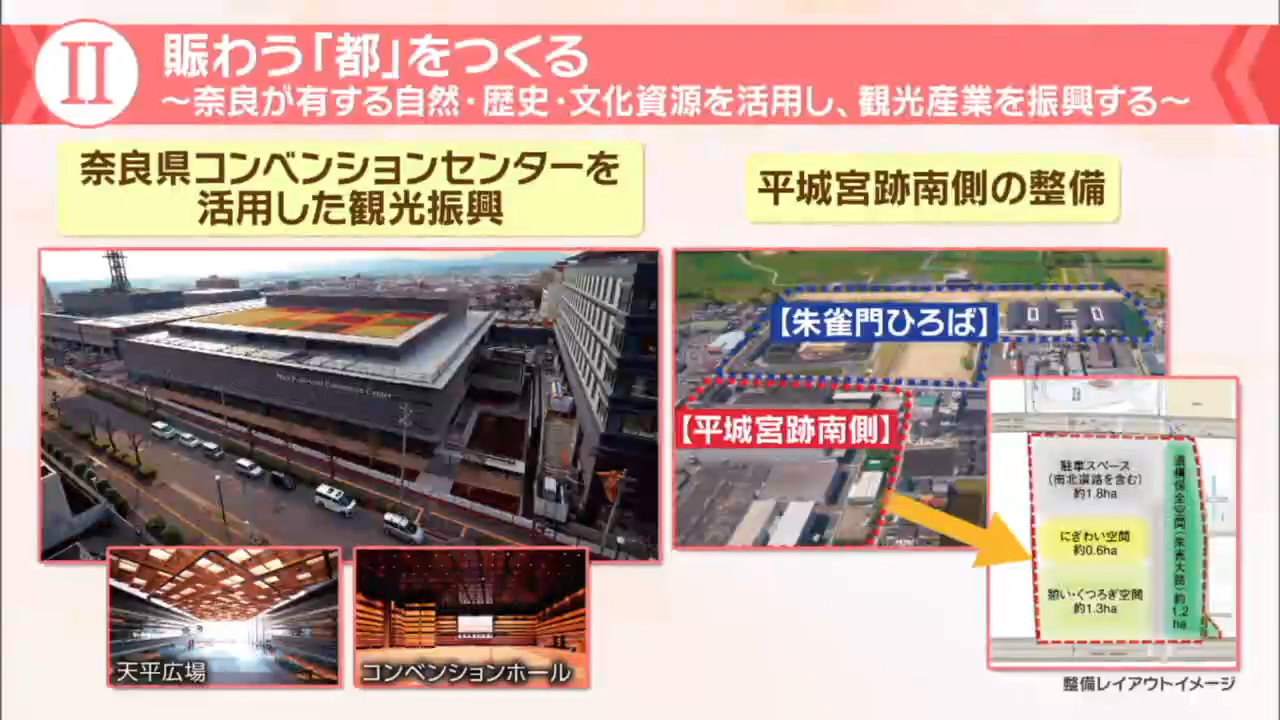 II
賑わう「都」をつくる
～奈良が有する自然・歴史・文化資源を活用し、観光産業を振興する～
奈良県コンベンションセンターを
活用した観光振興
平城宮跡南側の整備
Nara Prefectural Convention Center
【朱雀門ひろば】
【平城宮跡南側】
駐車スペース
(南北道路を含む)
約1.8ha
にぎわい空間
約0.6ha
憩い・くつろぎ空間
約1.3ha
遺構保全空間(朱雀大路)約1.2ha
天平広場
コンベンションホール
整備レイアウトイメージ